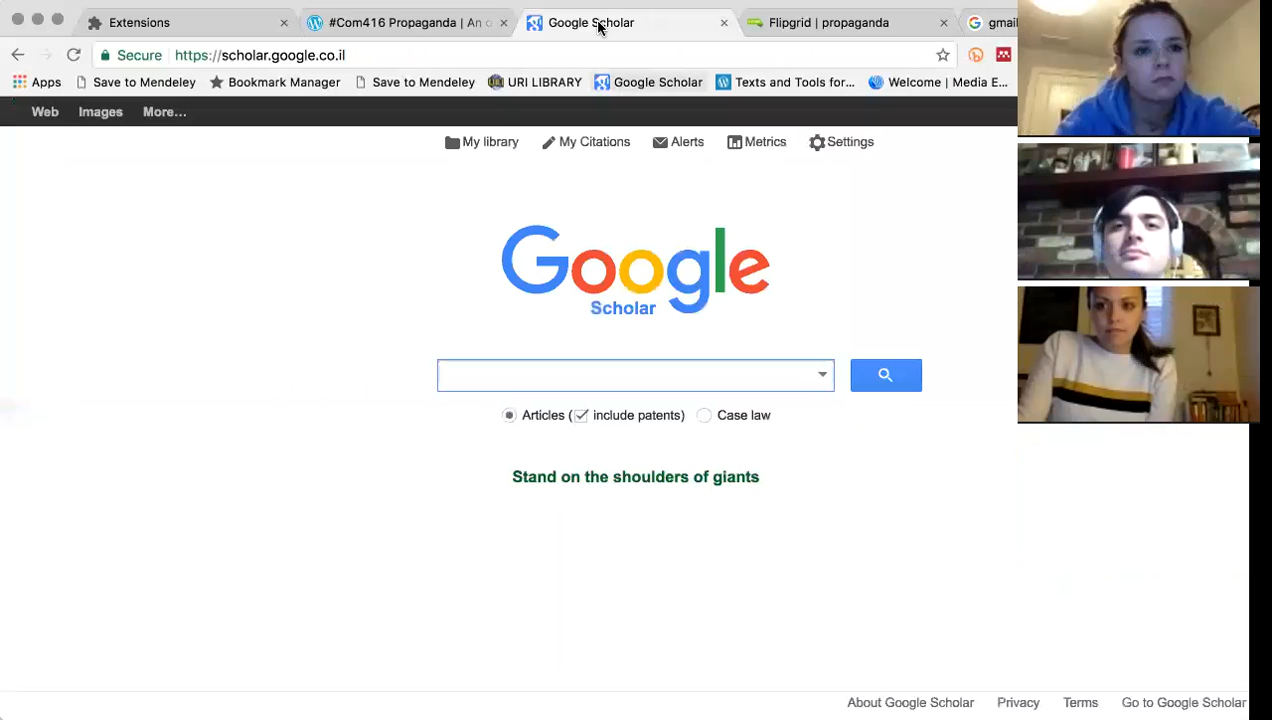 Extensions
#Com416 Propaganda | An o
Google Scholar
Flipgrid | propaganda
gmail
Secure
https://scholar.google.co.il
Apps
Save to Mendeley
Bookmark Manager
Save to Mendeley
URI LIBRARY
Google Scholar
Texts and Tools for...
Welcome | Media E...
Web
Images
More...
My library
My Citations
Alerts
Metrics
Settings
Google
Scholar
Articles ( include patents)
Case law
Stand on the shoulders of giants
About Google Scholar
Privacy
Terms
Go to Google Scholar